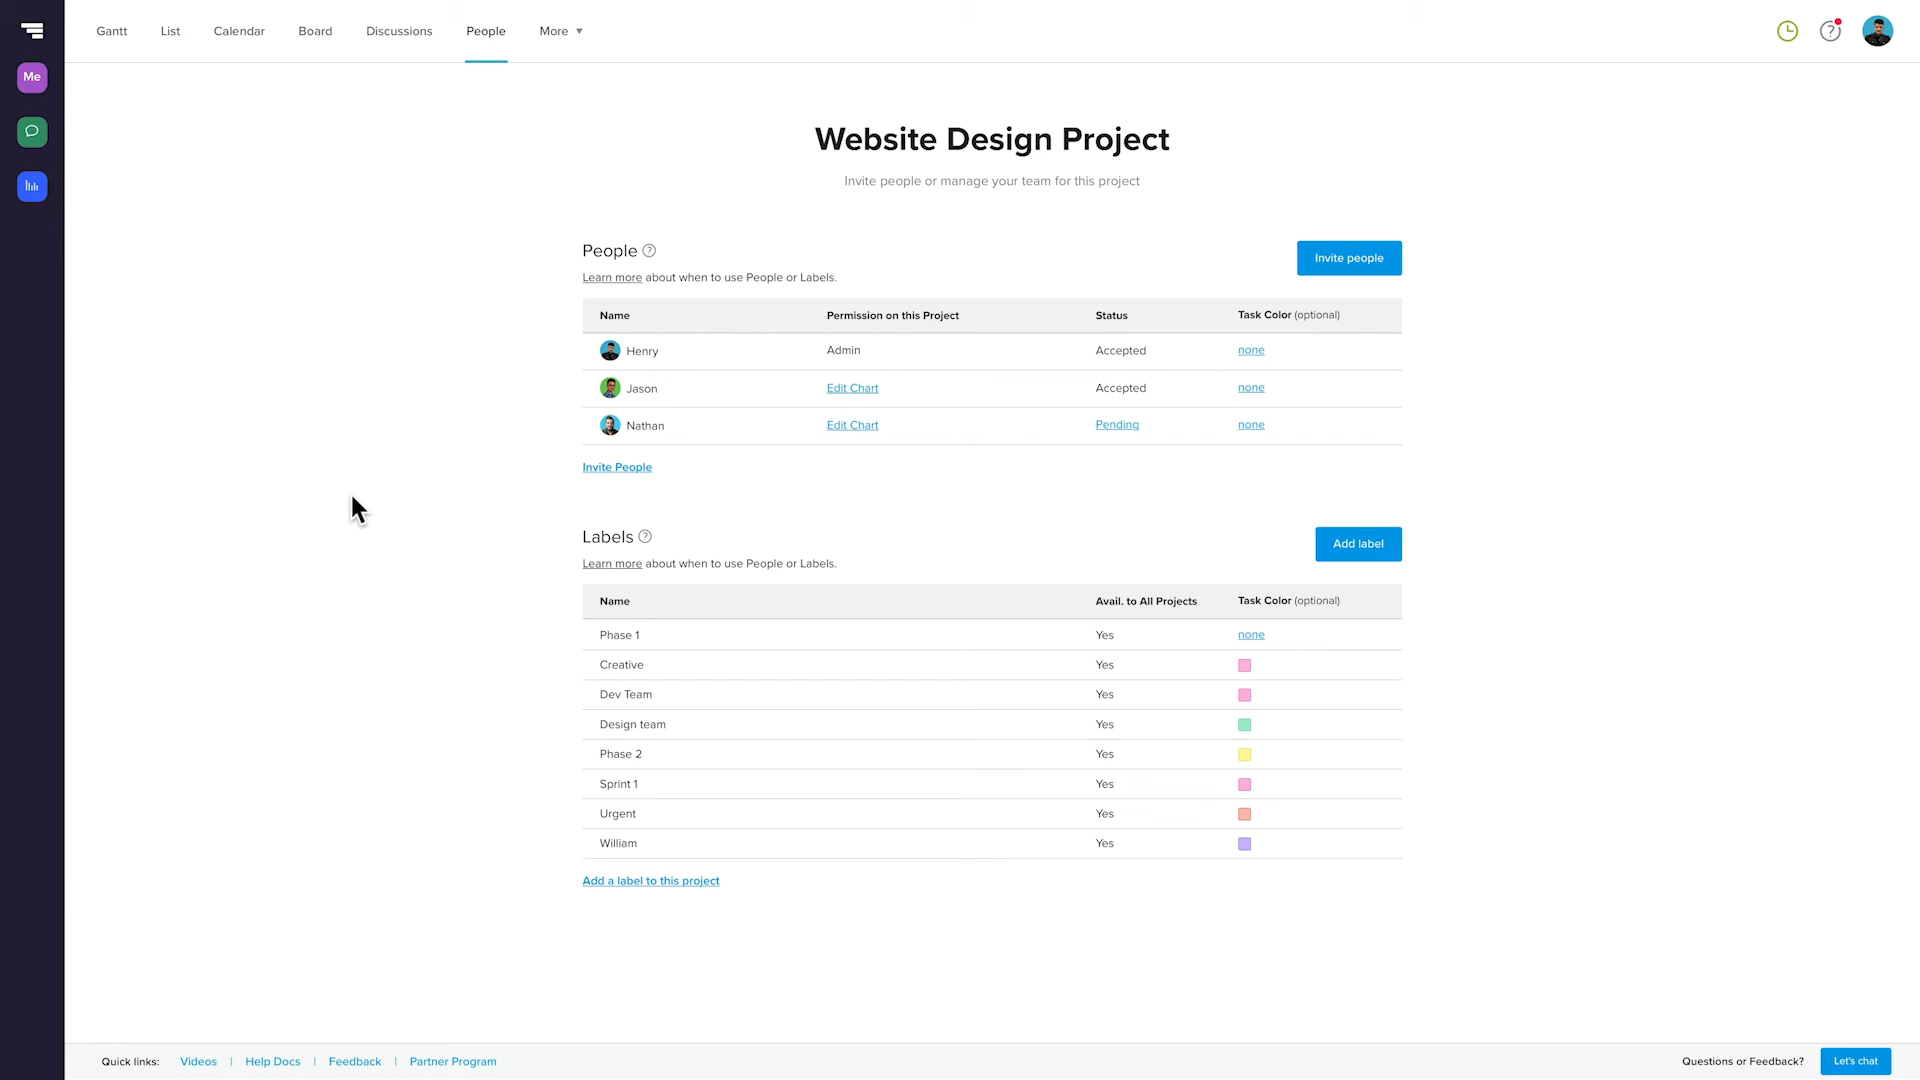 Gantt List Calendar Board Discussions People More
Me
Website Design Project
Invite people or manage your team for this project
People ?
Invite people
Learn more about when to use People or Labels.
Name Permission on this Project Status Task Color (optional)
Henry Admin Accepted none
Jason Edit Chart Accepted none
Nathan Edit Chart Pending none
Invite People
Labels ?
Add label
Learn more about when to use People or Labels.
Name Avail. to All Projects Task Color (optional)
Phase 1 Yes none
Creative Yes
Dev Team Yes
Design team Yes
Phase 2 Yes
Sprint 1 Yes
Urgent Yes
William Yes
Add a label to this project
Quick links: Videos | Help Docs | Feedback | Partner Program Questions or Feedback? Let's chat